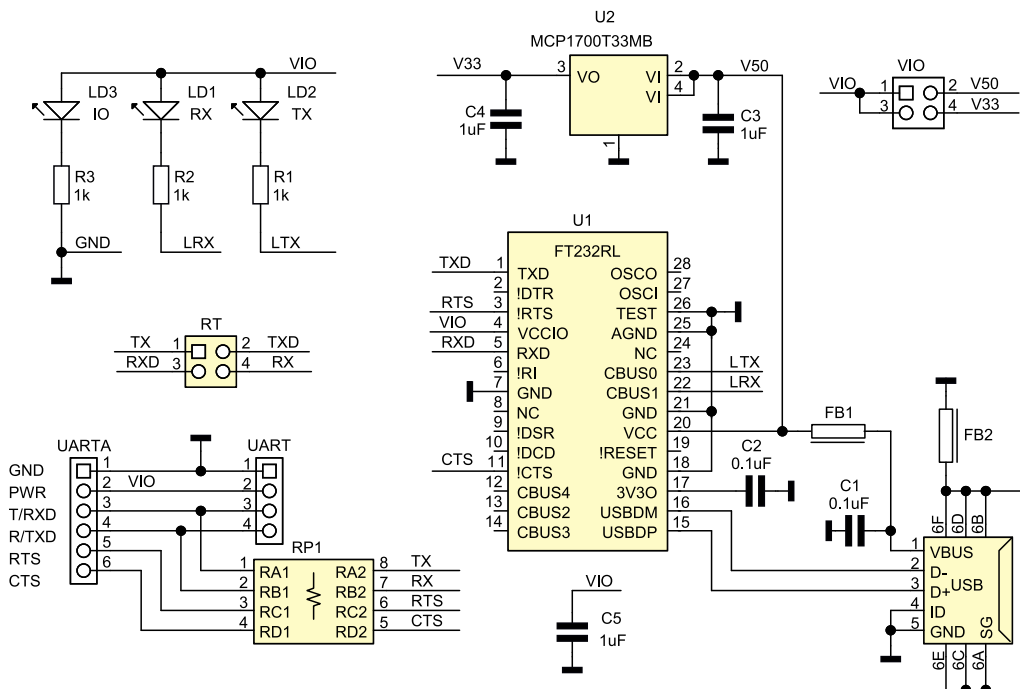 U2
MCP1700T33MB
V33 3 VO VI 2 V50
VI 4
1
C4
1uF
C3
1uF
VIO
LD3 LD1 LD2
IO RX TX
R3 R2 R1
1k 1k 1k
GND LRX LTX
VIO
VIO 1 2 V50
3 4 V33
RT
TX 1 2 TXD
RXD 3 4 RX
U1
FT232RL
TXD 1 TXD OSCO 28
2 !DTR OSCI 27
RTS 3 !RTS TEST 26
VIO 4 VCCIO AGND 25
RXD 5 RXD NC 24
6 !RI CBUS0 23 LTX
7 GND CBUS1 22 LRX
8 NC GND 21
9 !DSR VCC 20
10 !DCD !RESET 19
CTS 11 !CTS GND 18
12 CBUS4 3V3O 17
13 CBUS2 USBDM 16
14 CBUS3 USBDP 15
FB1
FB2
C2
0.1uF
C1
0.1uF
UARTA UART
GND 1 1
PWR 2 VIO 2
T/RXD 3 3
R/TXD 4 4
RTS 5
CTS 6
RP1
1 RA1 RA2 8 TX
2 RB1 RB2 7 RX
3 RC1 RC2 6 RTS
4 RD1 RD2 5 CTS
VIO
C5
1uF
6F 6D 6B
1 VBUS
2 D-
3 D+ USB
4 ID
5 GND SG
6E 6C 6A